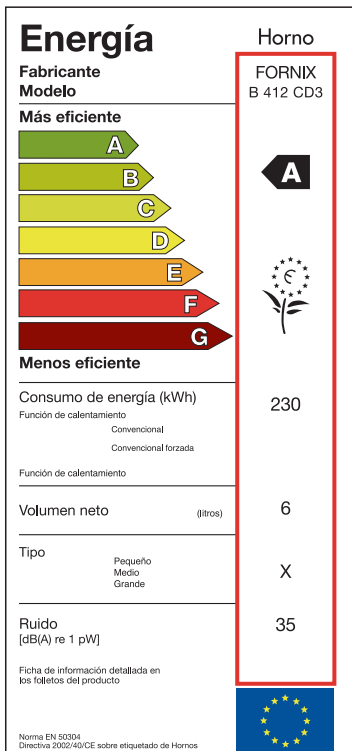 Energía
Horno
Fabricante
FORNIX
Modelo
B 412 CD3
Más eficiente
A
A
B
C
D
E
F
G
Menos eficiente
Consumo de energía (kWh)
230
Función de calentamiento
Convencional
Convencional forzada
Función de calentamiento
Volumen neto (litros)
6
Tipo
Pequeño
Medio
X
Grande
Ruido
35
[dB(A) re 1 pW]
Ficha de información detallada en
los folletos del producto
Norma EN 50304
Directiva 2002/40/CE sobre etiquetado de Hornos